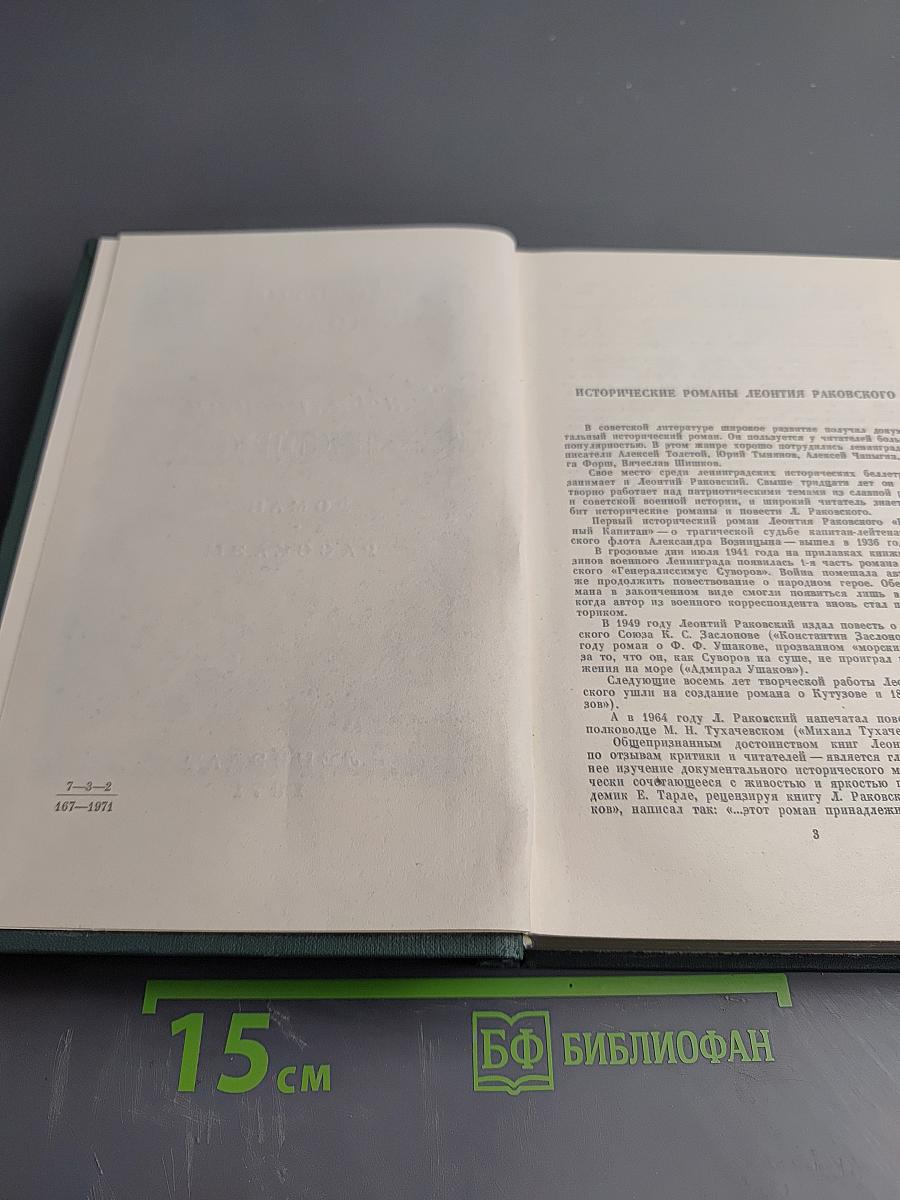 7—3—2
167—1971
ИСТОРИЧЕСКИЕ РОМАНЫ ЛЕОНТИЯ РАКОВСКОГО
В советской литературе широкое развитие получил докум
тальный исторический роман. Он пользуется у читателей боль
популярностью. В этом жанре хорошо потрудились ленинград
писатели Алексей Толстой, Юрий Тынянов, Алексей Чапыгин,
га Форш, Вячеслав Шишков.
Свое место среди ленинградских исторических беллетр
занимает и Леонтий Раковский. Свыше тридцати лет он
творно работает над патриотическими темами из славной р
и советской военной истории, и широкий читатель знает
бит исторические романы и повести Л. Раковского.
Первый исторический роман Леонтия Раковского
ный Капитан» — о трагической судьбе капитан-лейтена
ского флота Александра Возницына — вышел в 1936 го
В грозовые дни июля 1941 года на прилавках книж
зинов военного Ленинграда появилась 1-я часть романа
ского «Генералиссимус Суворов». Война помешала ав
же продолжить повествование о народном герое. Обе
мана в законченном виде смогли появиться лишь в
когда автор из военного корреспондента вновь стал
ториком.
В 1949 году Леонтий Раковский издал повесть о
ского Союза К. С. Заслонове («Константин Заслоно
году роман о Ф. Ф. Ушакове, прозванном «морски
за то, что он, как Суворов на суше, не проиграл
жения на море («Адмирал Ушаков»).
Следующие восемь лет творческой работы Лео
ского ушли на создание романа о Кутузове и 18
зов»).
А в 1964 году Л. Раковский напечатал пове
полководце М. Н. Тухачевском («Михаил Тухаче
Общепризнанным достоинством книг Леон
по отзывам критики и читателей — является гл
нее изучение документального исторического м
чески сочетающееся с живостью и яркостью п
демик Е. Тарле, рецензируя книгу Л. Раковск
ков», написал так: «...этот роман принадлежи
3
15 см
БФ БИБЛИОФАН